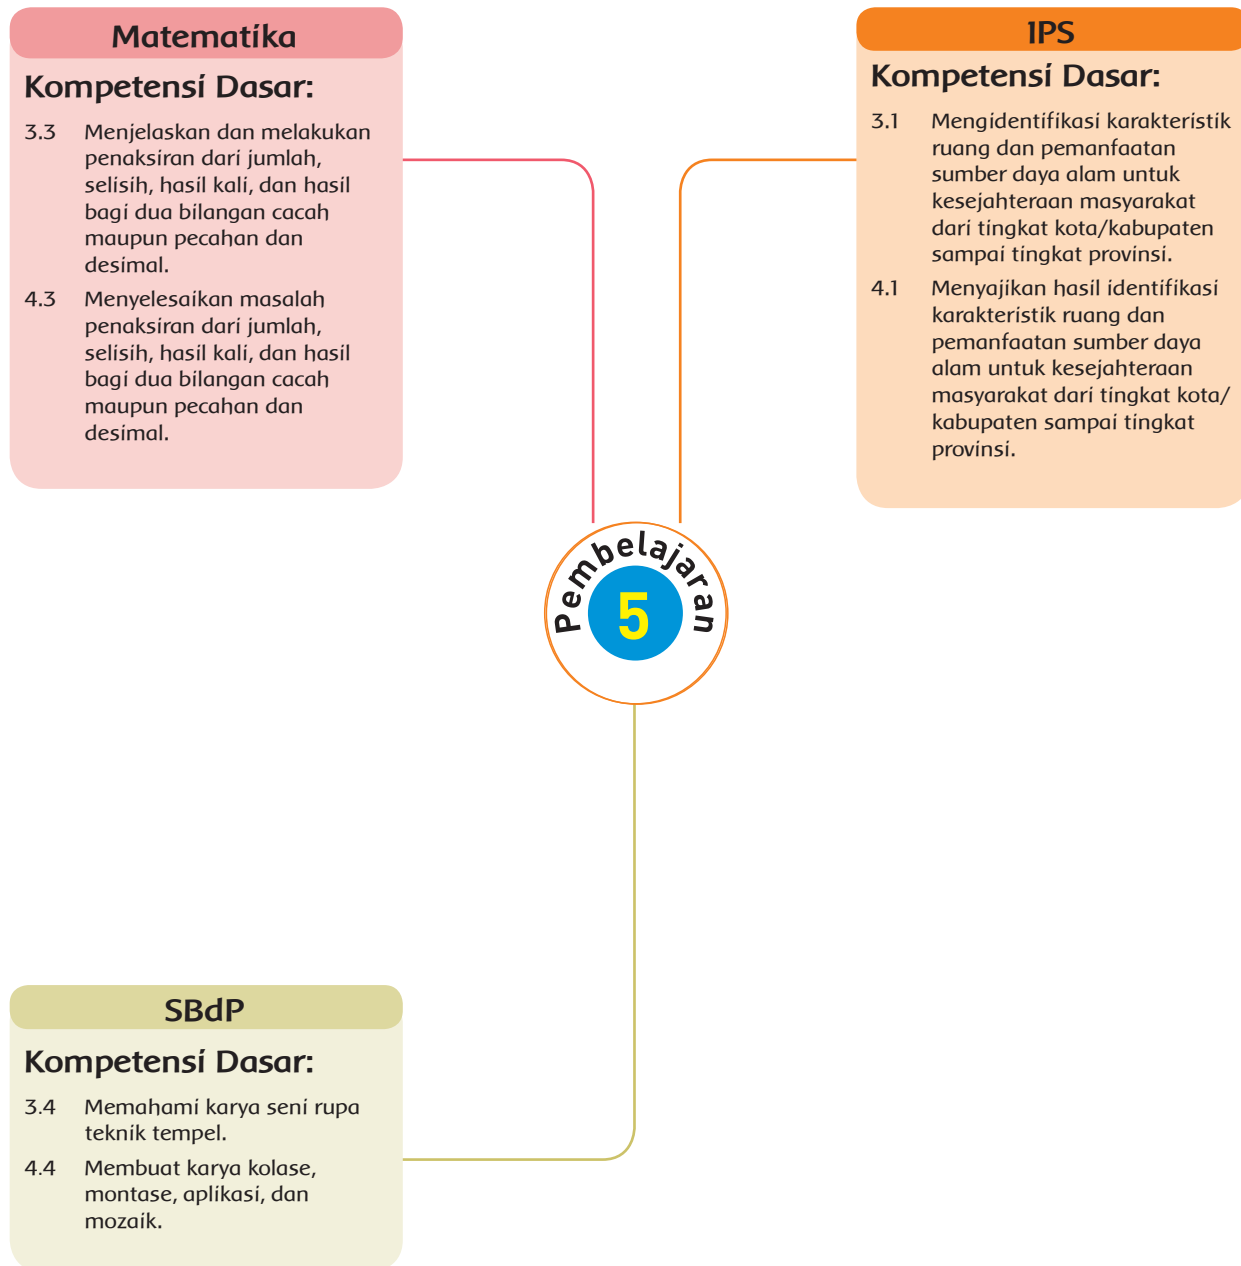 Matematika
Kompetensi Dasar:
3.3 Menjelaskan dan melakukan
penaksiran dari jumlah,
selisih, hasil kali, dan hasil
bagi dua bilangan cacah
maupun pecahan dan
desimal.
4.3 Menyelesaikan masalah
penaksiran dari jumlah,
selisih, hasil kali, dan hasil
bagi dua bilangan cacah
maupun pecahan dan
desimal.
IPS
Kompetensi Dasar:
3.1 Mengidentifikasi karakteristik
ruang dan pemanfaatan
sumber daya alam untuk
kesejahteraan masyarakat
dari tingkat kota/kabupaten
sampai tingkat provinsi.
4.1 Menyajikan hasil identifikasi
karakteristik ruang dan
pemanfaatan sumber daya
alam untuk kesejahteraan
masyarakat dari tingkat kota/
kabupaten sampai tingkat
provinsi.
Pembelajaran
5
SBdP
Kompetensi Dasar:
3.4 Memahami karya seni rupa
teknik tempel.
4.4 Membuat karya kolase,
montase, aplikasi, dan
mozaik.